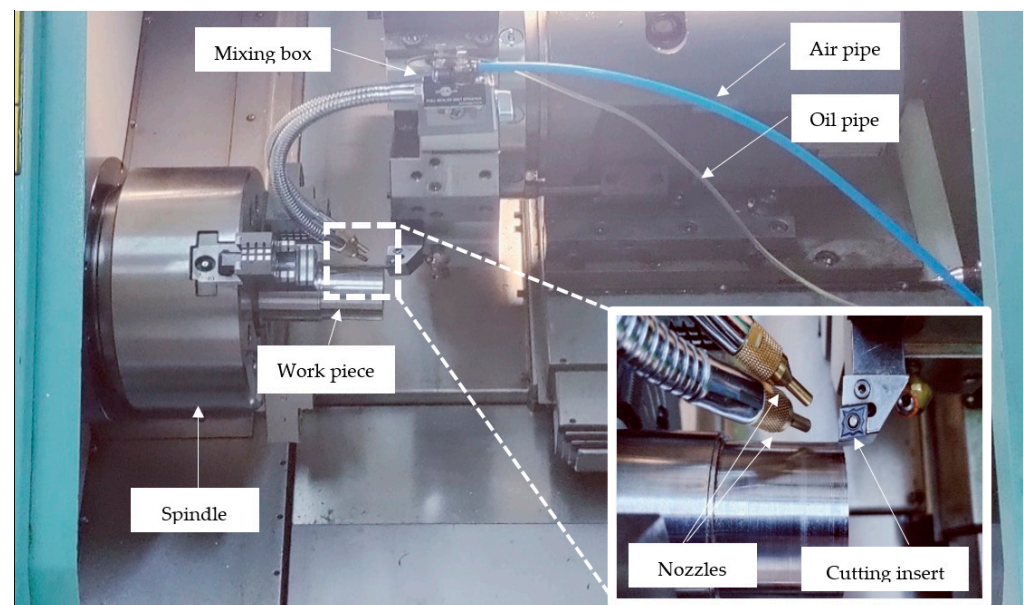 Mixing box
Air pipe
Oil pipe
Work piece
Spindle
Nozzles
Cutting insert